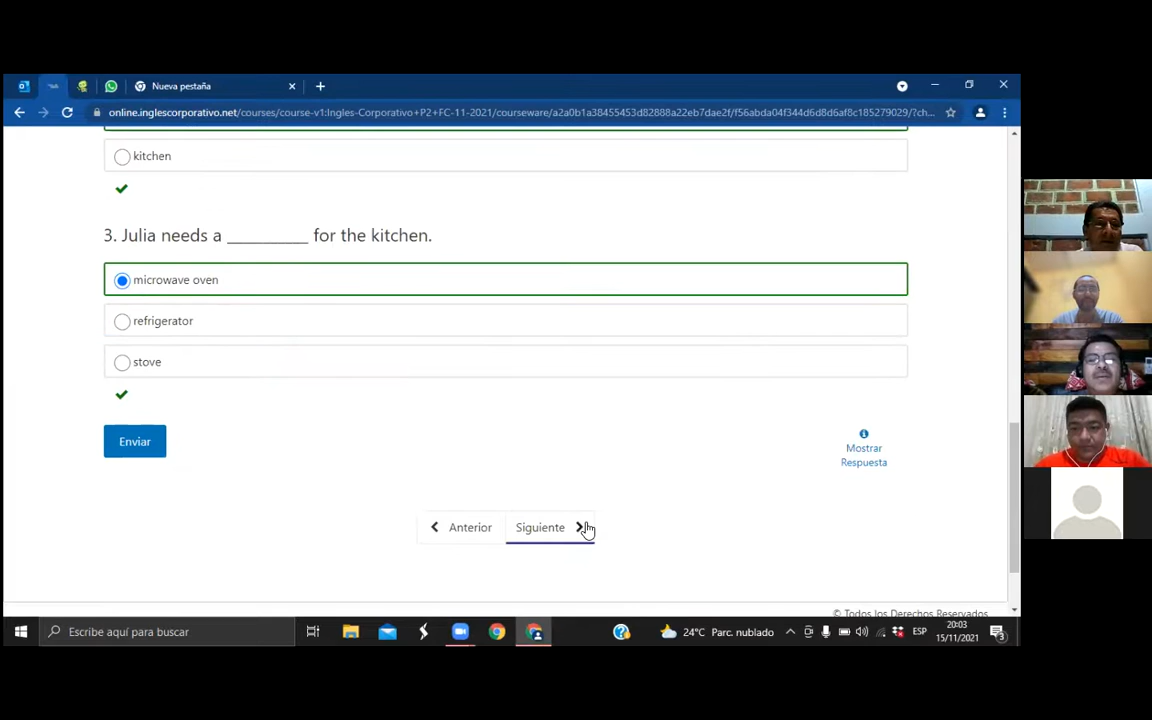 Nueva pestaña
online.inglescorporativo.net/courses/course-v1:Ingles-Corporativo+P2+FC-11-2021/courseware/a2a0b1a38455453d82888a22eb7dae2f/f56abda04f344d6d8d6af8c185279029/?ch...
kitchen
3. Julia needs a __________ for the kitchen.
microwave oven
refrigerator
stove
Enviar
Mostrar
Respuesta
Anterior
Siguiente
© Todos los Derechos Reservados
Escribe aquí para buscar
24°C Parc. nublado
ESP
20:03
15/11/2021
3